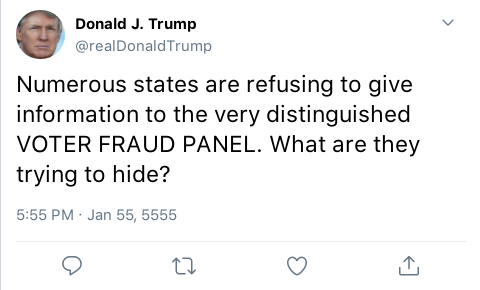 Donald J. Trump
@realDonaldTrump
Numerous states are refusing to give
information to the very distinguished
VOTER FRAUD PANEL. What are they
trying to hide?
5:55 PM · Jan 55, 5555